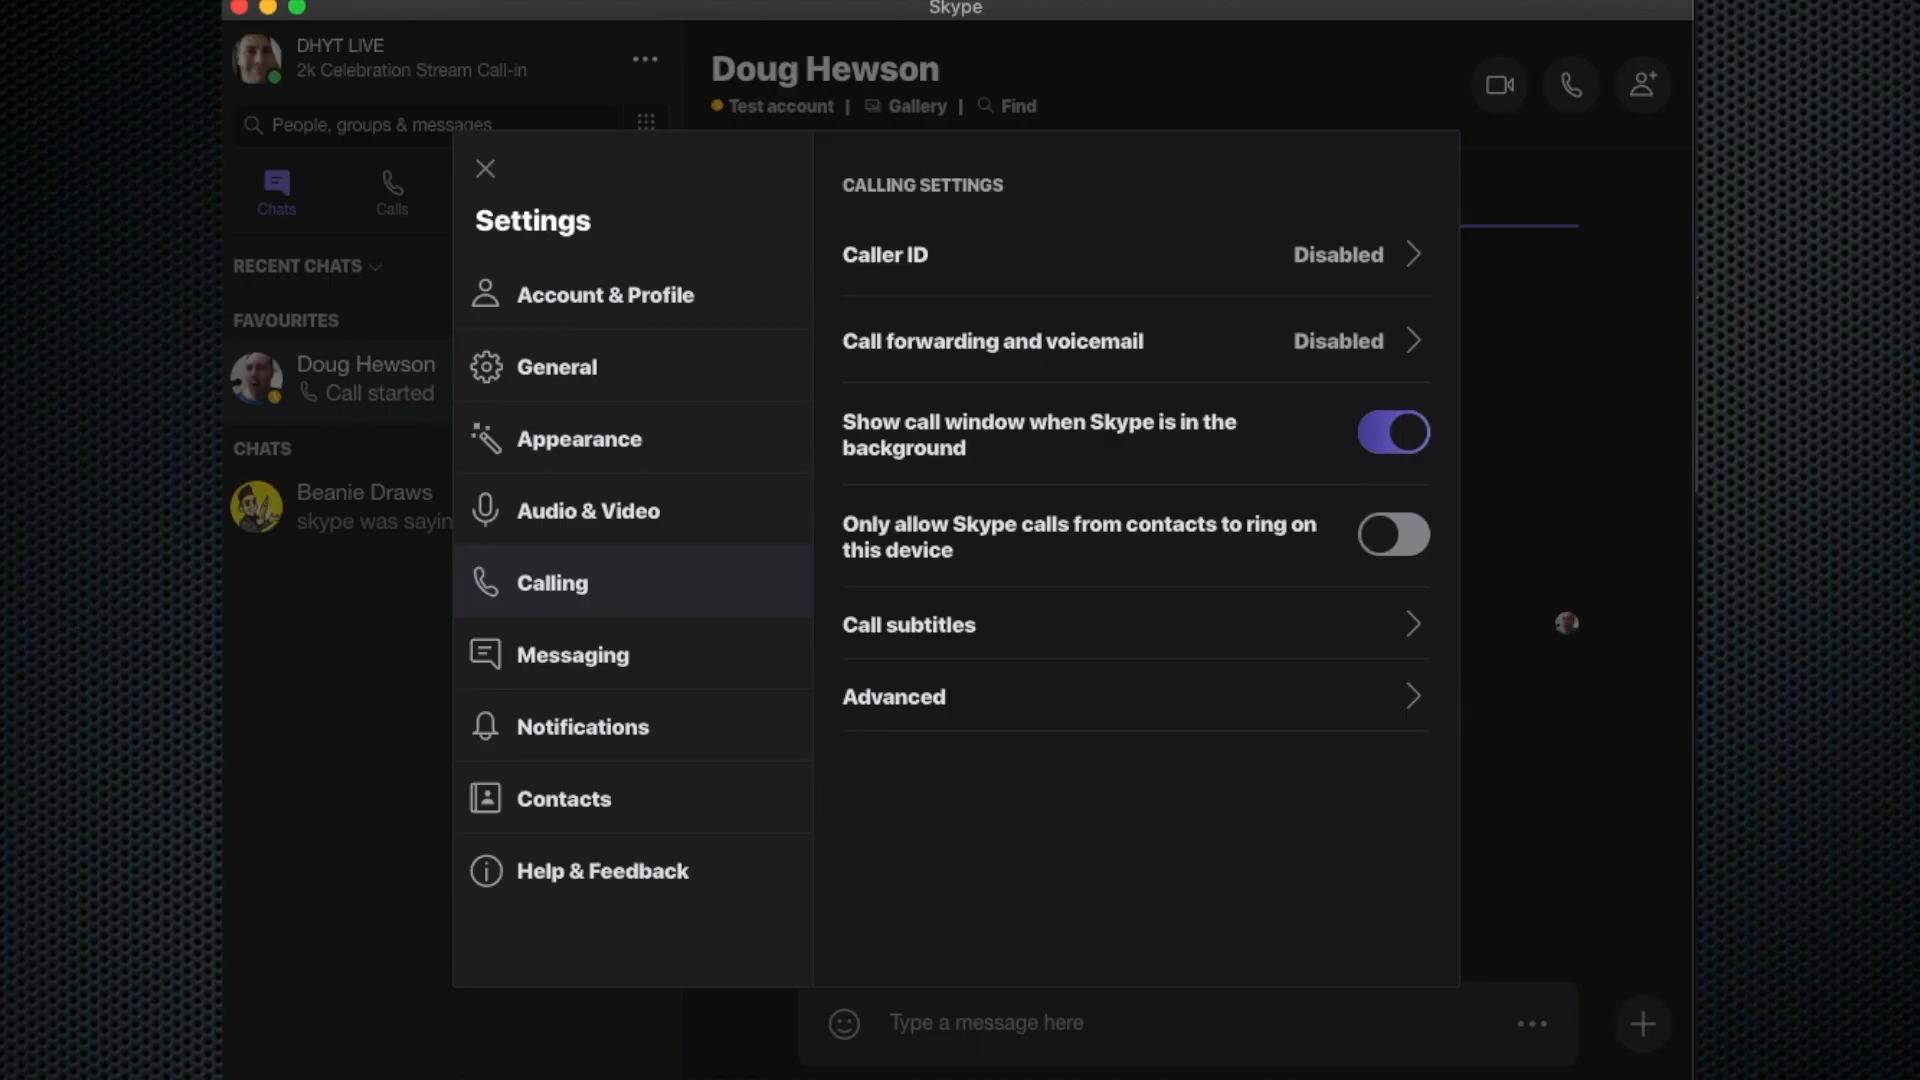 Skype
DHYT LIVE
2k Celebration Stream Call-in
People, groups & messages
Chats
Calls
RECENT CHATS
FAVOURITES
Doug Hewson
Call started
CHATS
Beanie Draws
skype was sayin
Doug Hewson
Test account | Gallery | Find
Settings
Account & Profile
General
Appearance
Audio & Video
Calling
Messaging
Notifications
Contacts
Help & Feedback
CALLING SETTINGS
Caller ID Disabled
Call forwarding and voicemail Disabled
Show call window when Skype is in the
background
Only allow Skype calls from contacts to ring on
this device
Call subtitles
Advanced
Type a message here